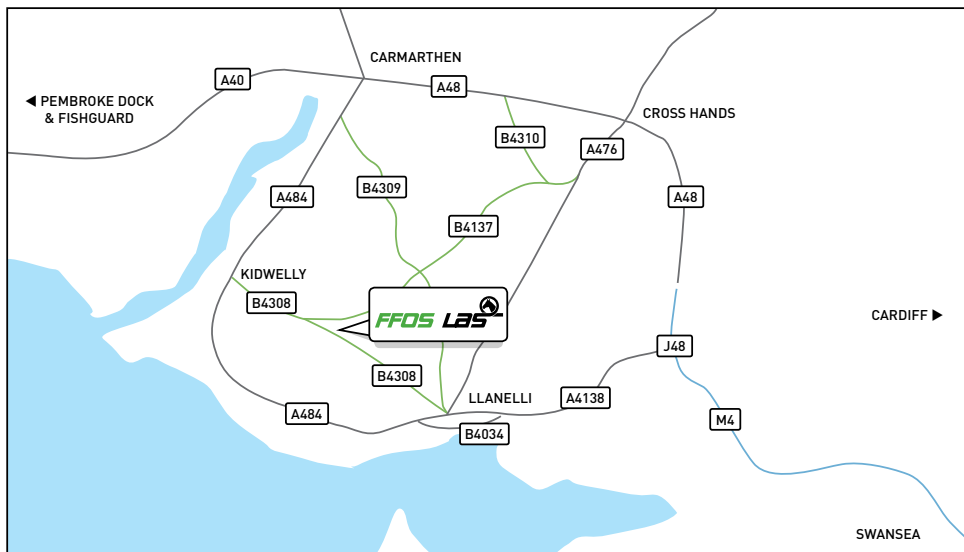 CARMARTHEN
A40
A48
◄ PEMBROKE DOCK
& FISHGUARD
CROSS HANDS
B4310
A476
B4309
A484
A48
B4137
KIDWELLY
B4308
FFOS LAS
CARDIFF ►
J48
B4308
LLANELLI
A4138
A484
M4
B4034
SWANSEA